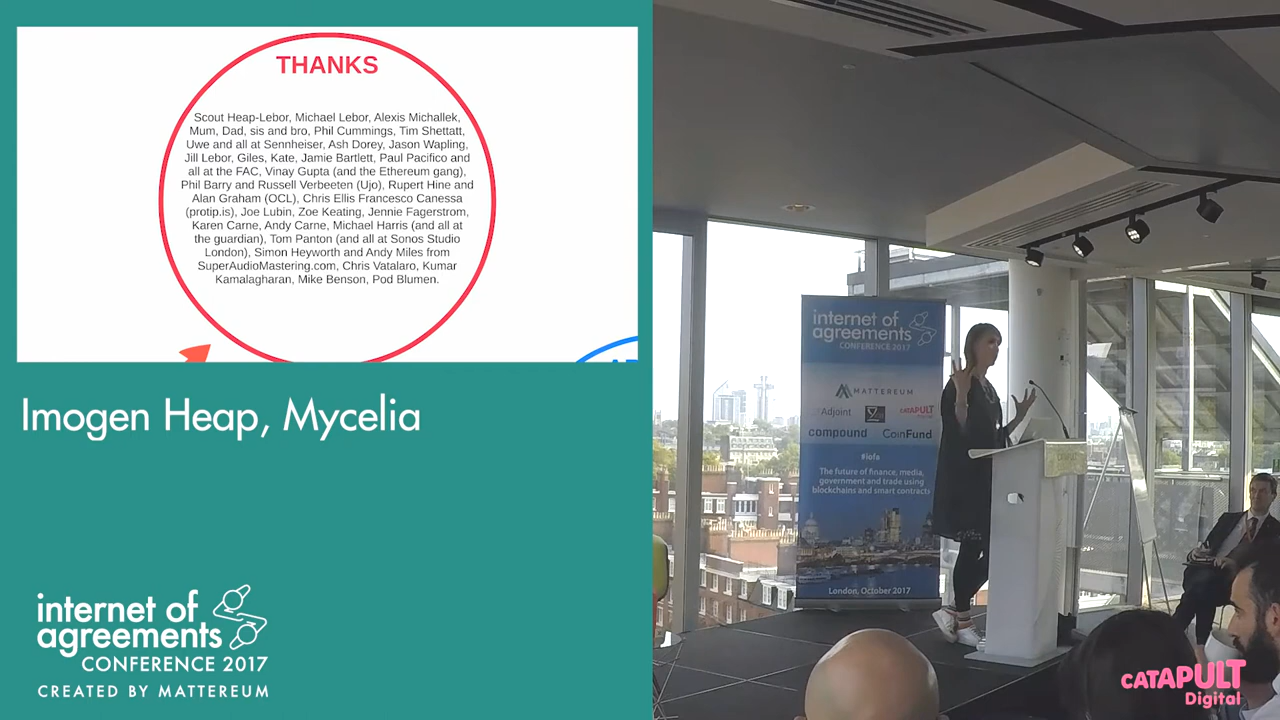 THANKS
Scout Heap-Lebor, Michael Lebor, Alexis Michallek,
Mum, Dad, sis and bro, Phil Cummings, Tim Shettatt,
Uwe and all at Sennheiser, Ash Dorey, Jason Wapling,
Jill Lebor, Giles, Kate, Jamie Bartlett, Paul Pacifico and
all at the FAC, Vinay Gupta (and the Ethereum gang),
Phil Barry and Russell Verbeeten (Ujo), Rupert Hine and
Alan Graham (OCL), Chris Ellis Francesco Canessa
(protip.is), Joe Lubin, Zoe Keating, Jennie Fagerstrom,
Karen Carne, Andy Carne, Michael Harris (and all at
the guardian), Tom Panton (and all at Sonos Studio
London), Simon Heyworth and Andy Miles from
SuperAudioMastering.com, Chris Vatalaro, Kumar
Kamalagharan, Mike Benson, Pod Blumen.
Imogen Heap, Mycelia
internet of
agreements
CONFERENCE 2017
CREATED BY MATTEREUM
internet of
agreements
CONFERENCE 2017
MATTEREUM
Adjoint
CATAPULT
compound CoinFund
#iofa
The future of finance, media,
government and trade using
blockchains and smart contracts
London, October 2017
CATAPULT
Digital